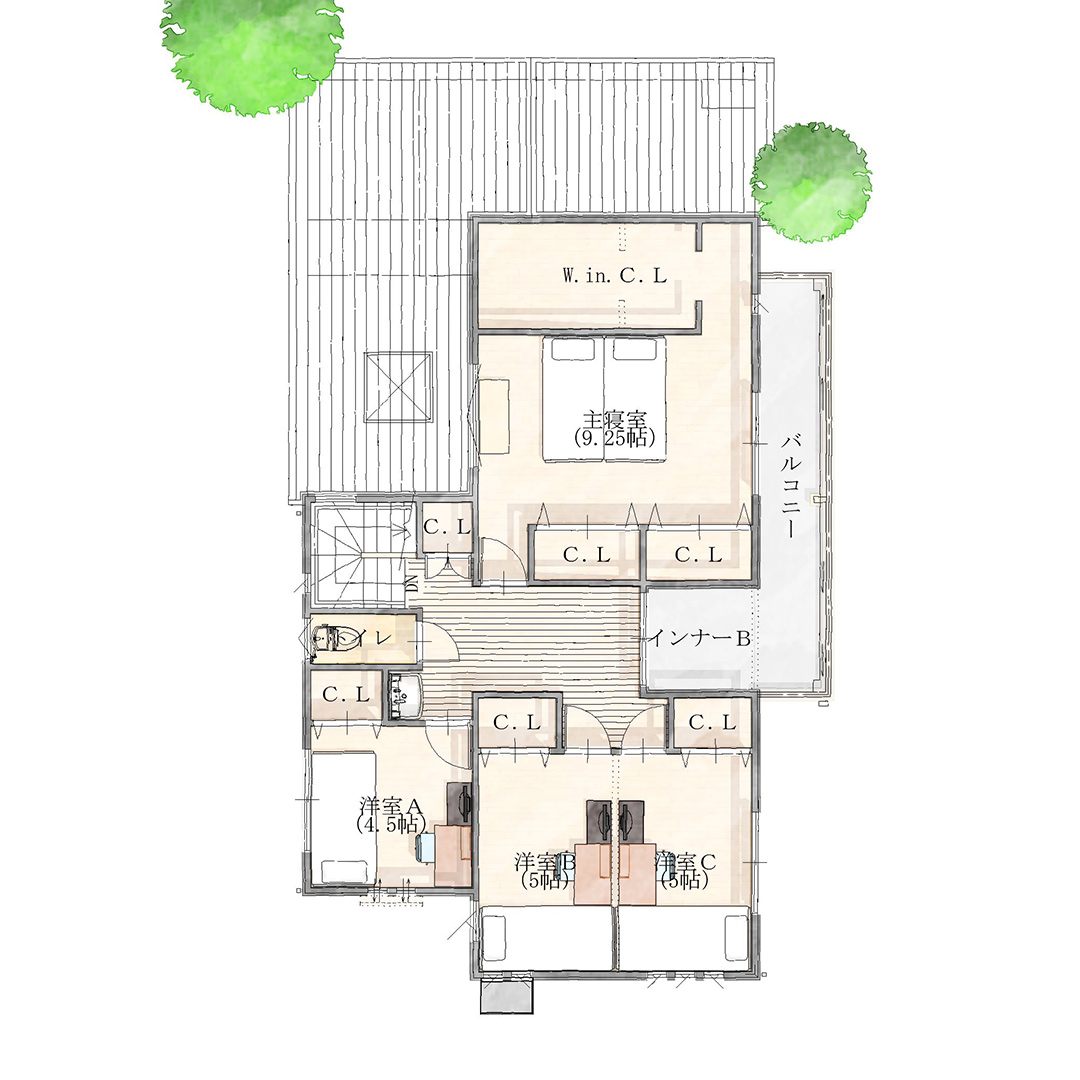 W.in.C.L
主寝室
(9.25帖)
バルコニー
C.L
C.L
C.L
DN
トイレ
インナーB
C.L
C.L
C.L
洋室A
(4.5帖)
洋室B
(5帖)
洋室C
(5帖)